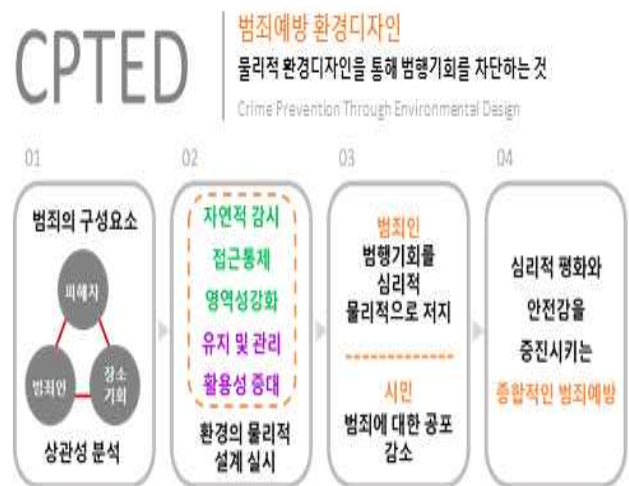 CPTED
범죄예방 환경디자인
물리적 환경디자인을 통해 범행기회를 차단하는 것
Crime Prevention Through Environmental Design
01
범죄의 구성요소
피해자
범죄인
장소
기회
상관성 분석
02
자연적 감시
접근통제
영역성강화
유지 및 관리
활용성 증대
환경의 물리적
설계 실시
03
범죄인
범행기회를
심리적
물리적으로 저지
시민
범죄에 대한 공포
감소
04
심리적 평화와
안전감을
증진시키는
종합적인 범죄예방